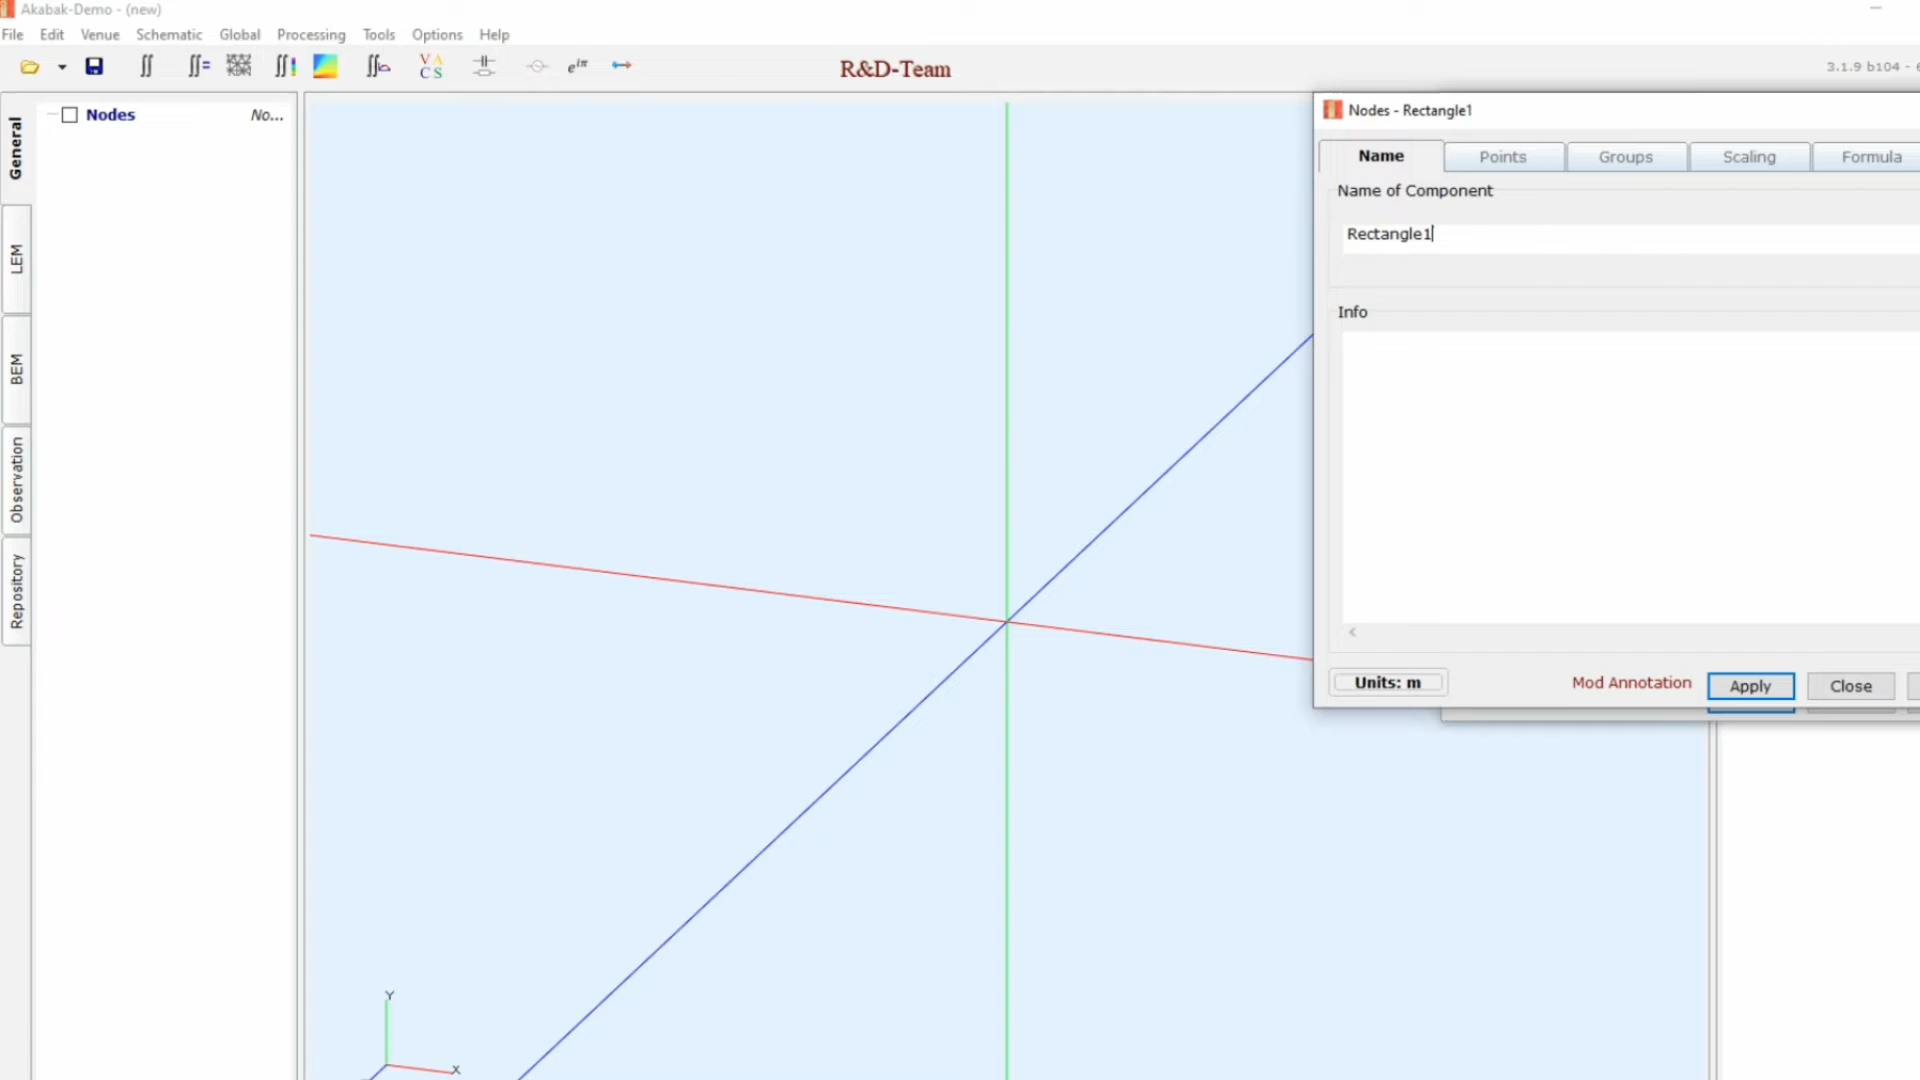 Akabak-Demo - (new)
File Edit Venue Schematic Global Processing Tools Options Help
V A
C S
e^iπ
R&D-Team
3.1.9 b104 -
General
LEM
BEM
Observation
Repository
Nodes No...
Nodes - Rectangle1
Name Points Groups Scaling Formula
Name of Component
Rectangle1
Info
Units: m
Mod Annotation
Apply
Close
Y
X